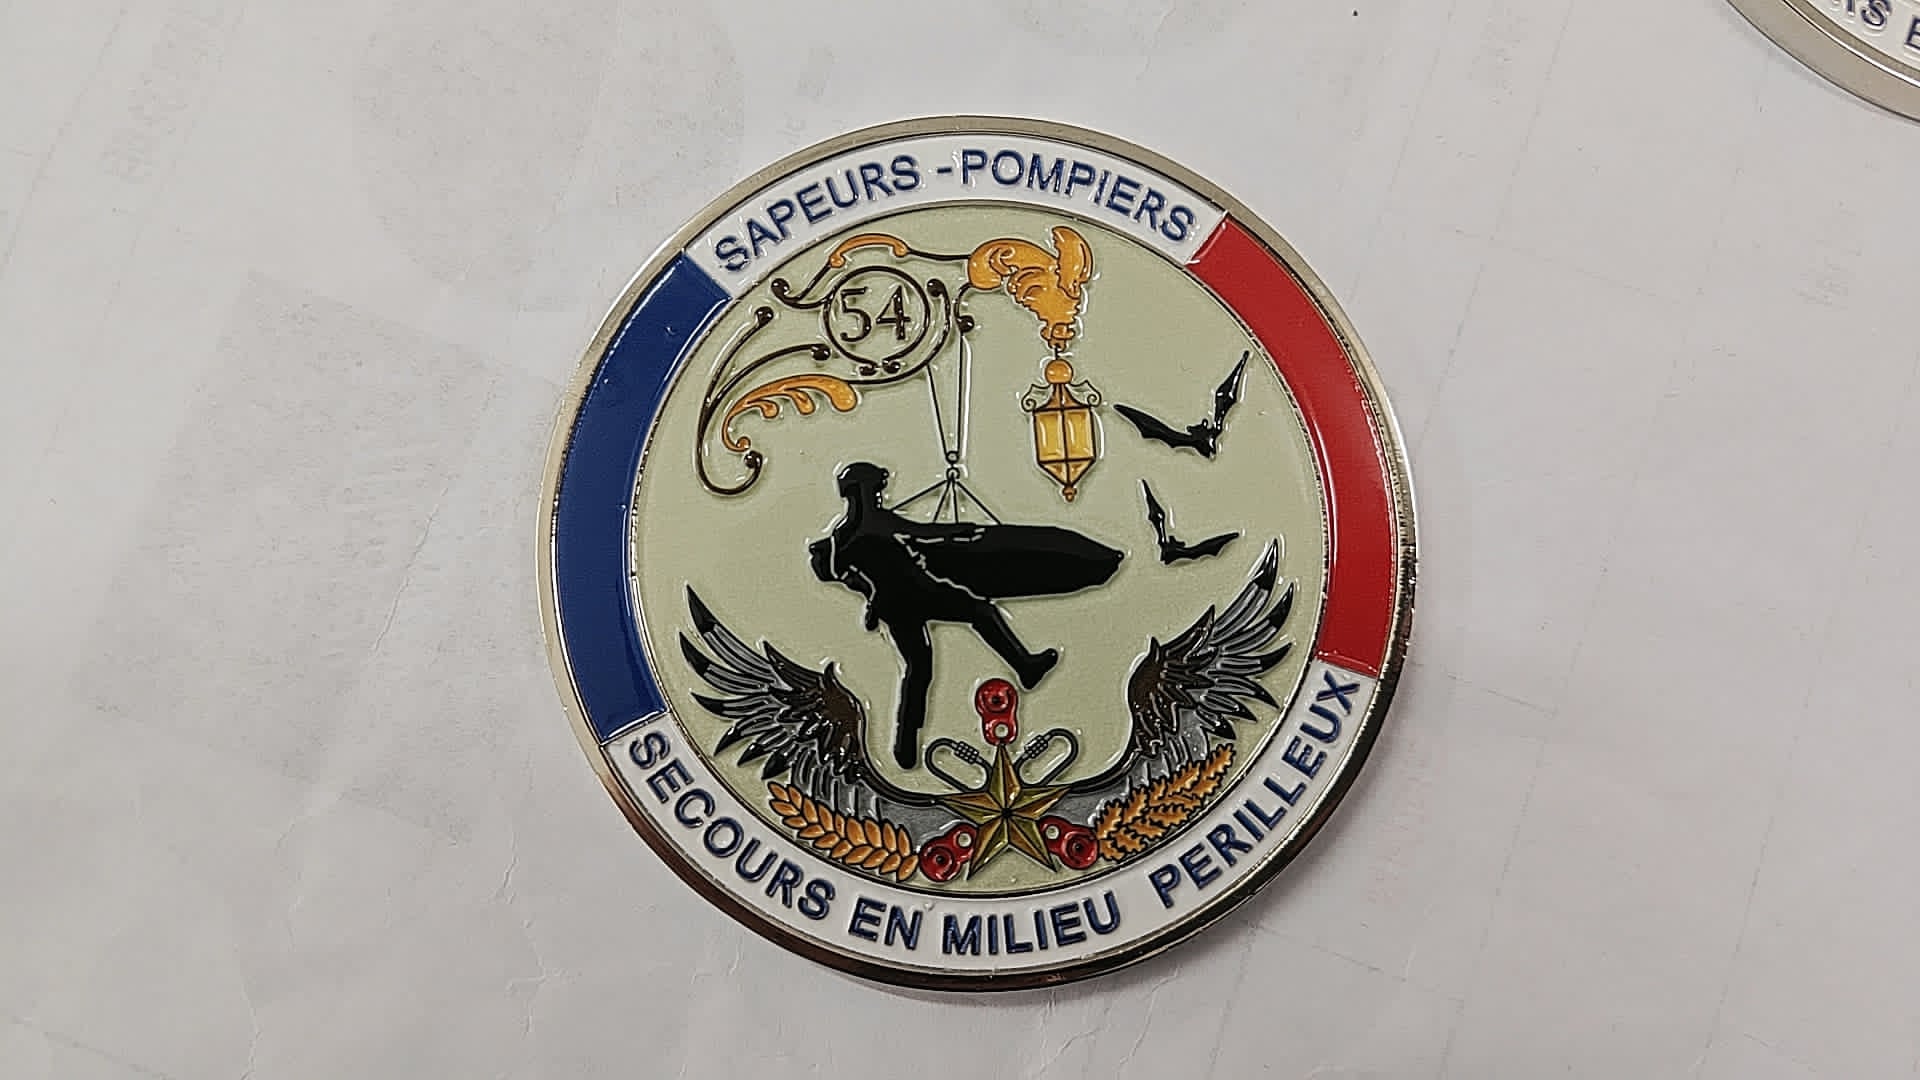 SAPEURS -POMPIERS
54
SECOURS EN MILIEU PERILLEUX